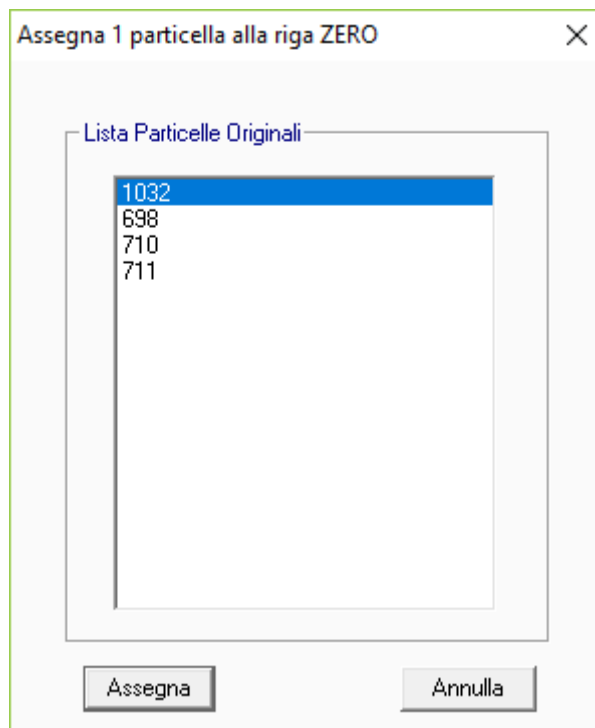 Assegna 1 particella alla riga ZERO
Lista Particelle Originali
1032
698
710
711
Assegna
Annulla